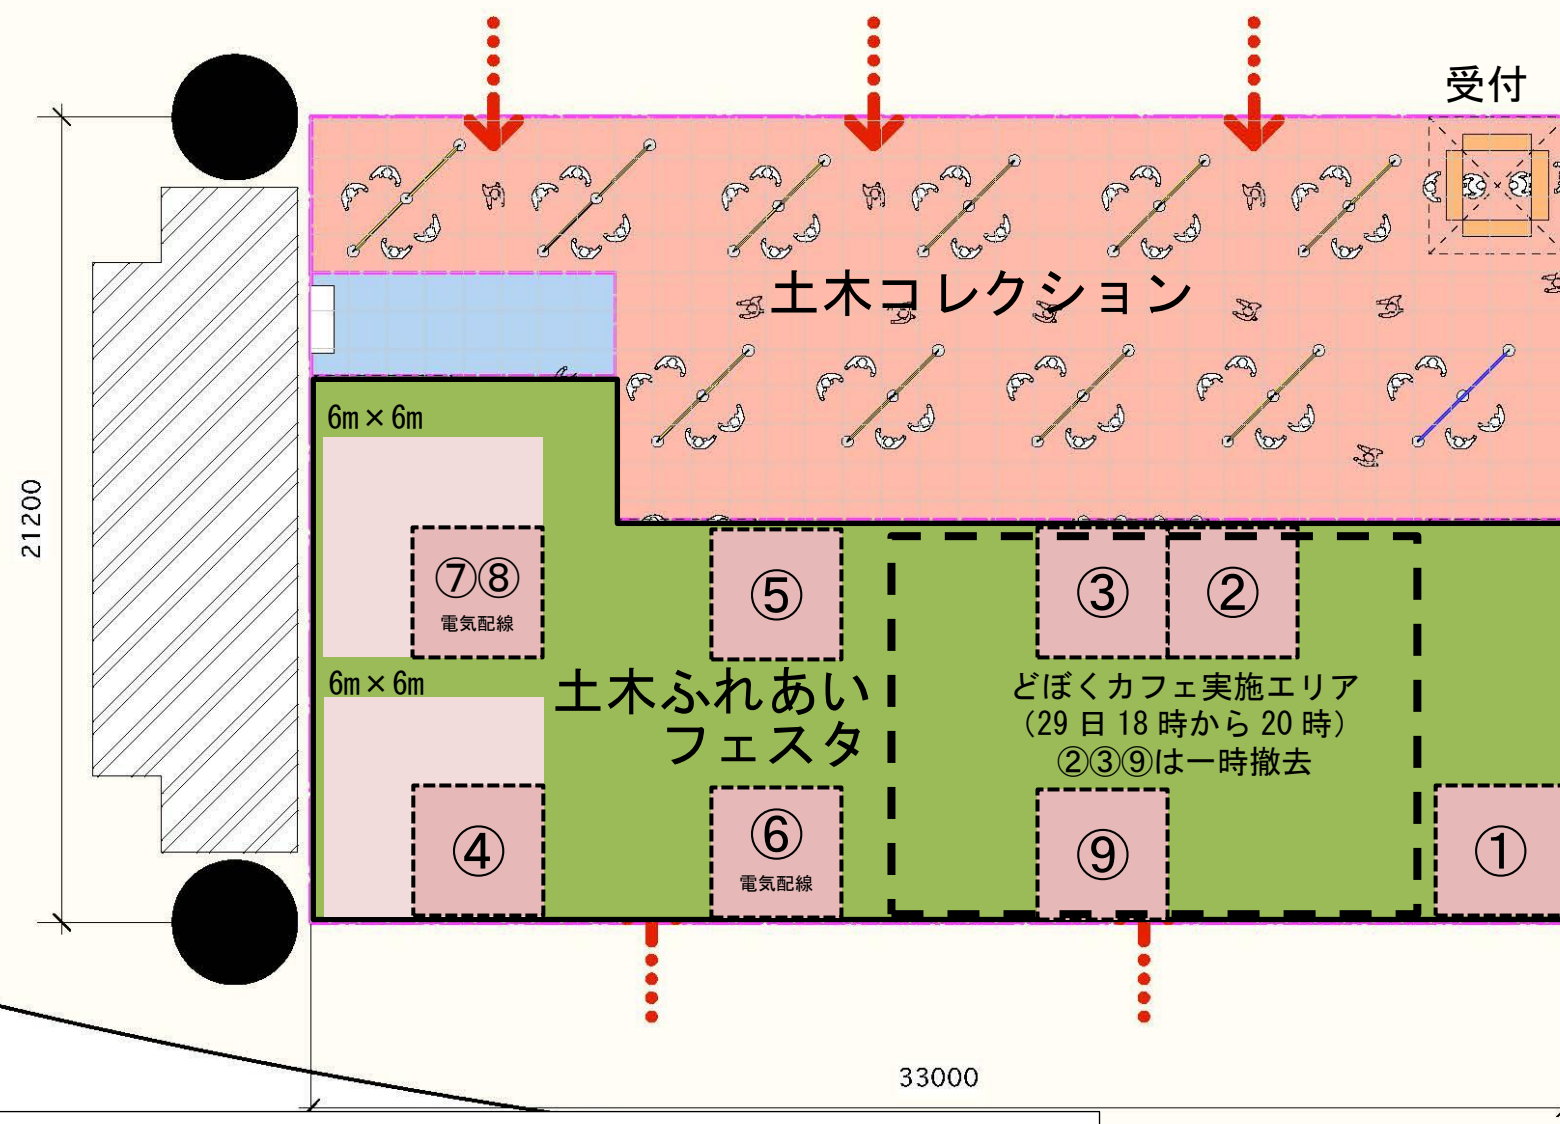 受付
土木コレクション
6m×6m
⑦⑧
電気配線
⑤
③
②
21200
6m×6m
土木ふれあい
フェスタ
どぼくカフェ実施エリア
（29日18時から20時）
②③⑨は一時撤去
④
⑥
電気配線
⑨
①
33000